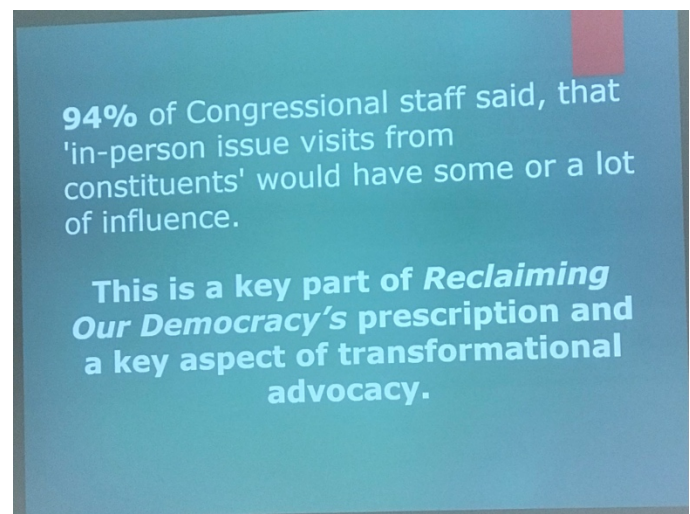 94% of Congressional staff said, that
'in-person issue visits from
constituents' would have some or a lot
of influence.
This is a key part of Reclaiming
Our Democracy’s prescription and
a key aspect of transformational
advocacy.